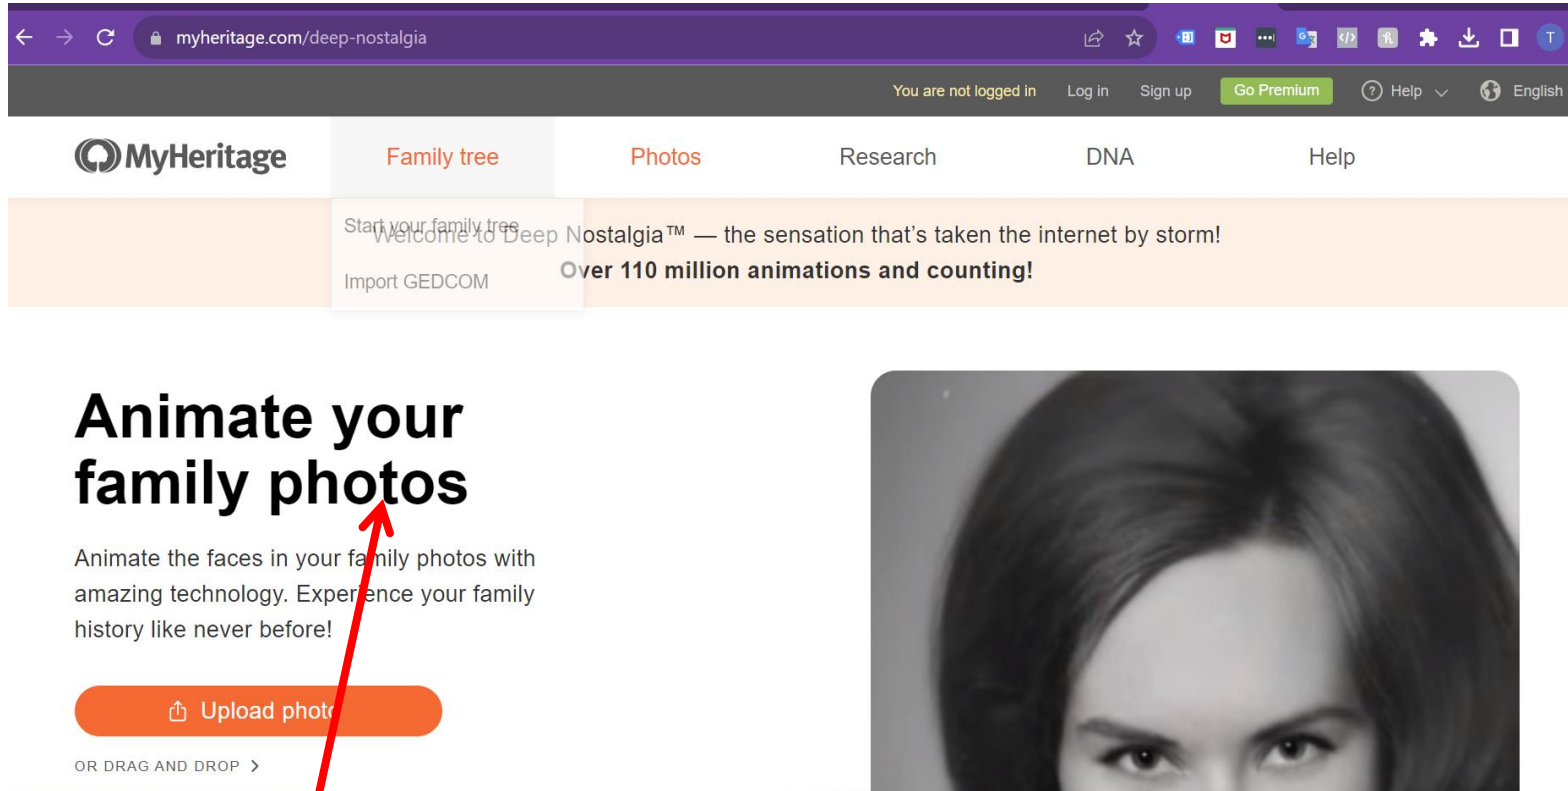 myheritage.com/deep-nostalgia
T
You are not logged in Log in Sign up Go Premium Help English
MyHeritage Family tree Photos Research DNA Help
Start your family tree
Import GEDCOM
Welcome to Deep Nostalgia™ — the sensation that's taken the internet by storm!
Over 110 million animations and counting!
Animate your
family photos
Animate the faces in your family photos with
amazing technology. Experience your family
history like never before!
Upload photo
OR DRAG AND DROP >